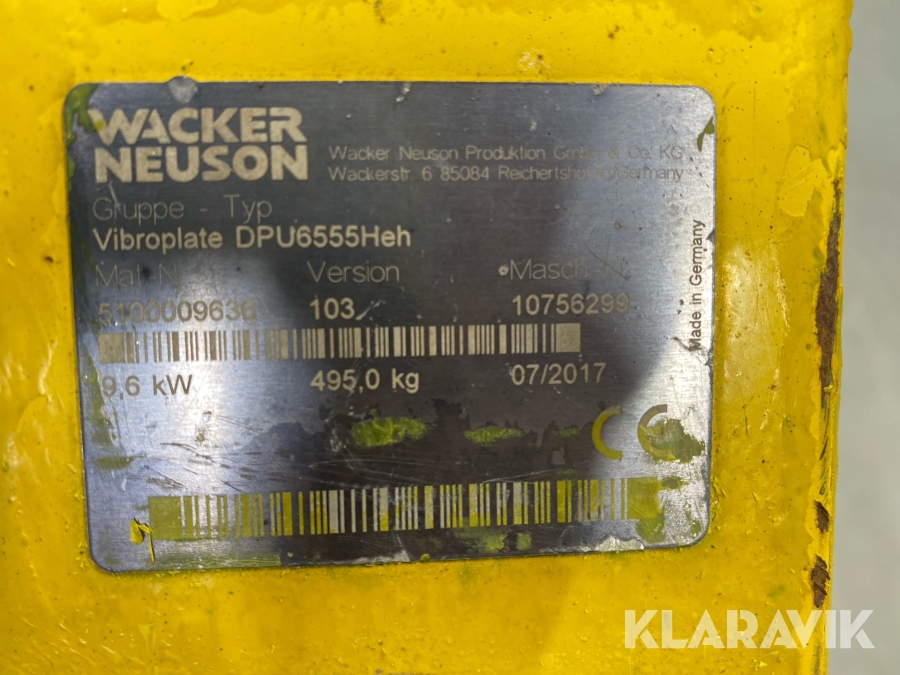 WACKER
NEUSON
Wacker Neuson Produktion GmbH & Co. KG
Wackerstr. 6 85084 Reichertshofen/Germany
Gruppe - Typ
Vibroplate DPU6555Heh
Mat. Version Masch.
5100009636 103 10756299
9,6 kW 495,0 kg 07/2017
Made in Germany
CE
KLARAVIK